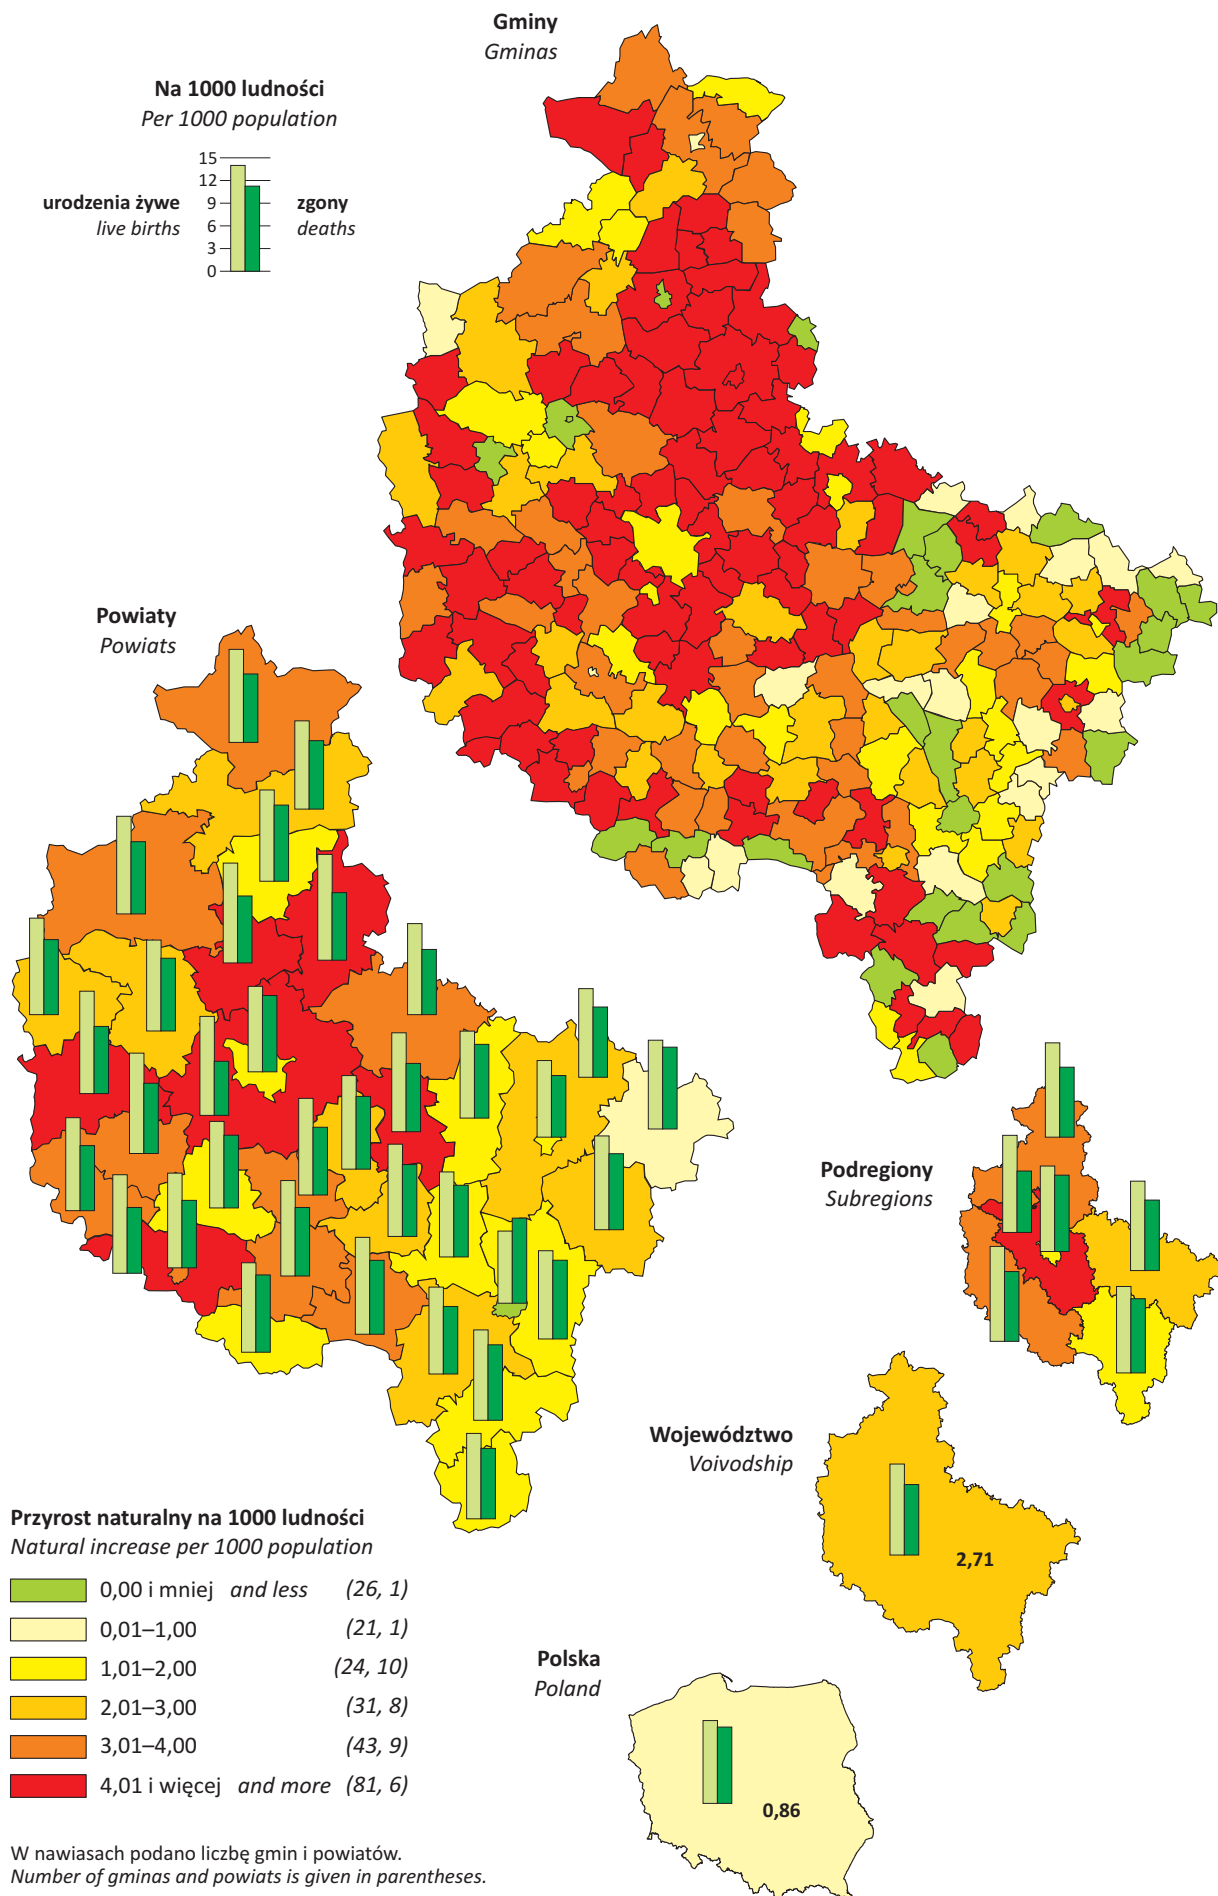 Gminy
Gminas
Na 1000 ludności
Per 1000 population
15
12
9
6
3
0
urodzenia żywe
live births
zgony
deaths
Powiaty
Powiats
Podregiony
Subregions
Województwo
Voivodship
2,71
Przyrost naturalny na 1000 ludności
Natural increase per 1000 population
0,00 i mniej and less (26, 1)
0,01–1,00 (21, 1)
1,01–2,00 (24, 10)
2,01–3,00 (31, 8)
3,01–4,00 (43, 9)
4,01 i więcej and more (81, 6)
Polska
Poland
0,86
W nawiasach podano liczbę gmin i powiatów.
Number of gminas and powiats is given in parentheses.